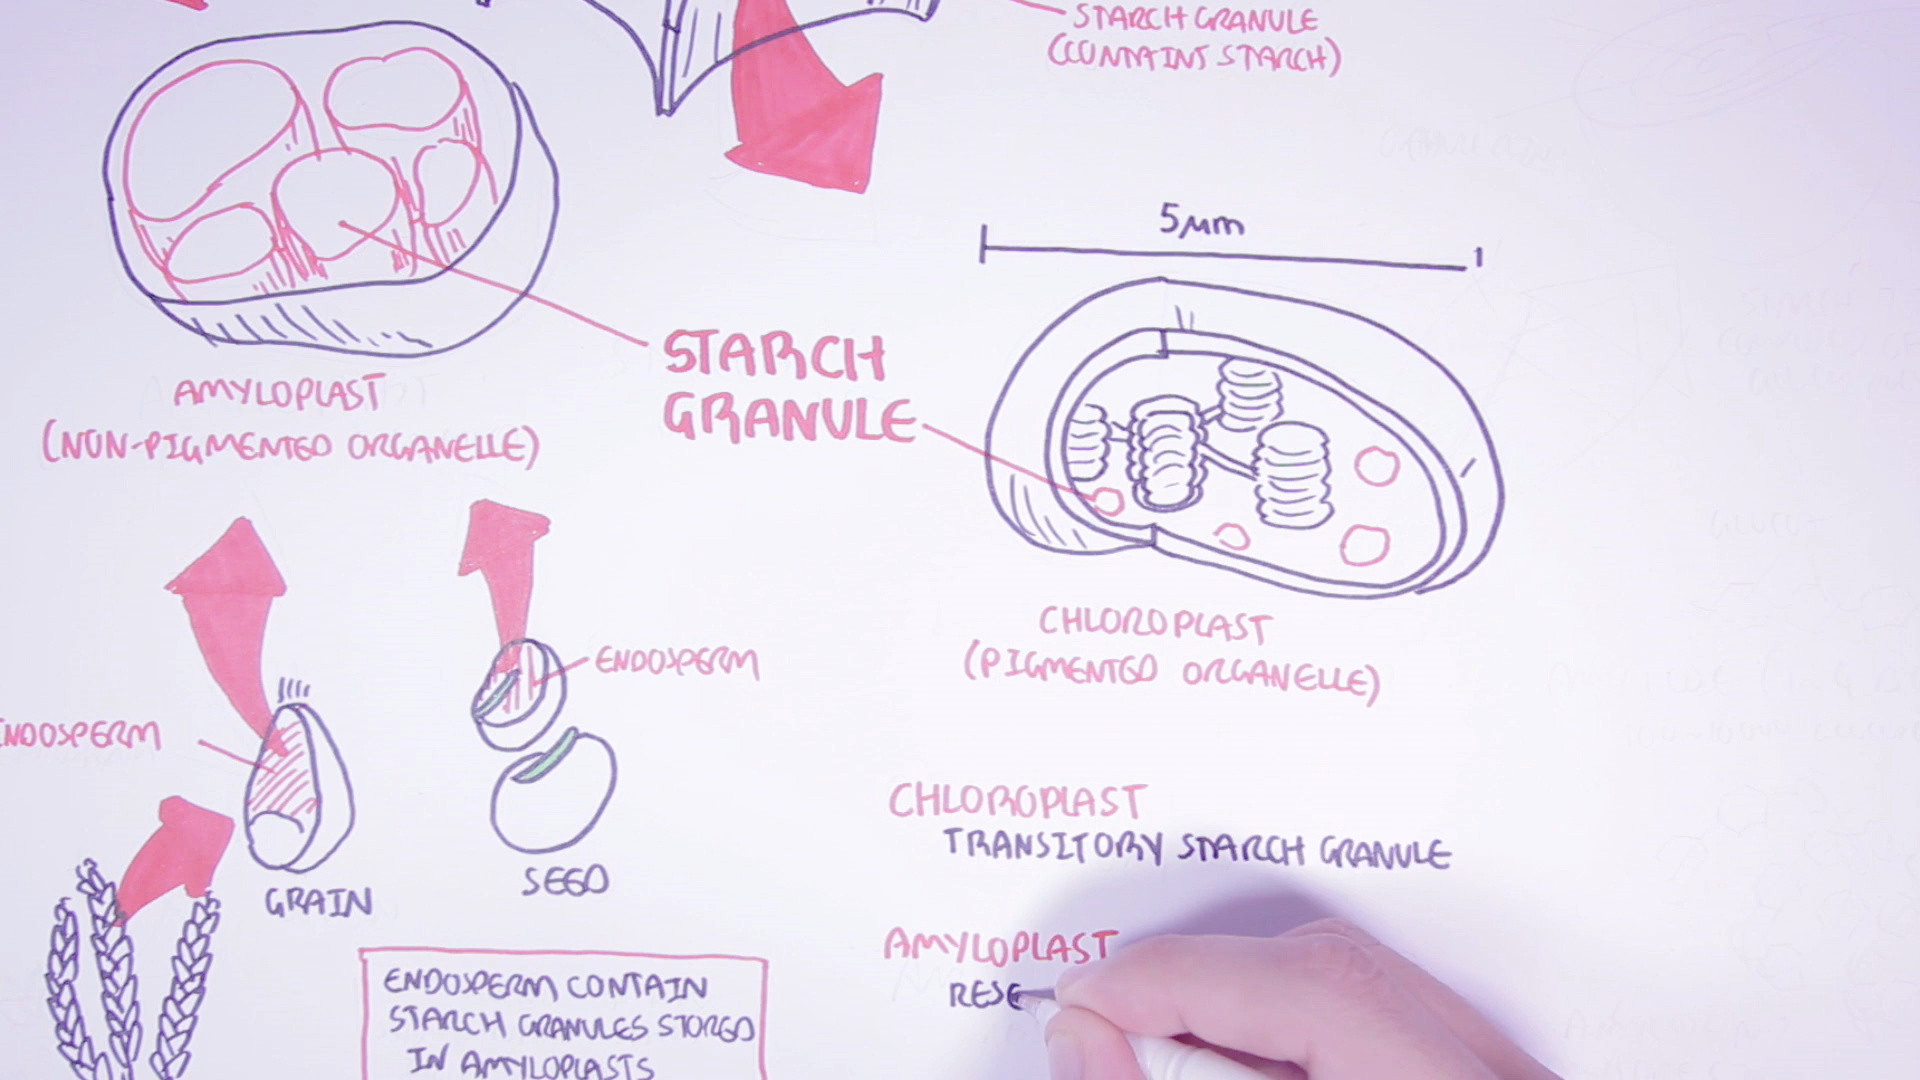 STARCH GRANULE
(CONTAINS STARCH)
5μm
STARCH
GRANULE
AMYLOPLAST
(NON-PIGMENTED ORGANELLE)
CHLOROPLAST
(PIGMENTED ORGANELLE)
ENDOSPERM
ENDOSPERM
GRAIN
SEED
CHLOROPLAST
TRANSITORY STARCH GRANULE
AMYLOPLAST
RESE
ENDOSPERM CONTAIN
STARCH GRANULES STORED
IN AMYLOPLASTS